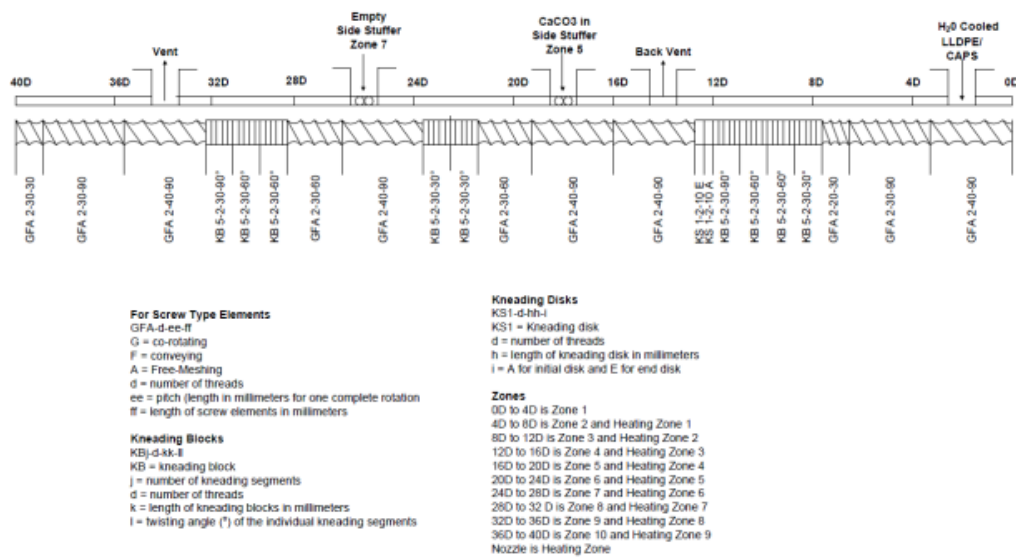 Vent
Empty
Side Stuffer
Zone 7
CaCO3 in
Side Stuffer
Zone 5
Back Vent
H₂0 Cooled
LLDPE/
CAPS
40D 36D 32D 28D 24D 20D 16D 12D 8D 4D 0D
GFA 2-30-30
GFA 2-30-90
GFA 2-40-90
KB 5-2-30-90°
KB 5-2-30-60°
KB 5-2-30-60°
GFA 2-30-60
GFA 2-40-90
KB 5-2-30-30°
KB 5-2-30-30°
GFA 2-30-60
GFA 2-40-90
GFA 2-40-90
KS 1-2-10 E
KS 1-2-10 A
KB 5-2-30-90°
KB 5-2-30-60°
KB 5-2-30-60°
KB 5-2-30-30°
GFA 2-20-30
GFA 2-30-90
GFA 2-40-90
For Screw Type Elements
GFA-d-ee-ff
G = co-rotating
F = conveying
A = Free-Meshing
d = number of threads
ee = pitch (length in millimeters for one complete rotation
ff = length of screw elements in millimeters
Kneading Blocks
KBj-d-kk-ll
KB = kneading block
j = number of kneading segments
d = number of threads
k = length of kneading blocks in millimeters
l = twisting angle (°) of the individual kneading segments
Kneading Disks
KS1-d-hh-i
KS1 = Kneading disk
d = number of threads
h = length of kneading disk in millimeters
i = A for initial disk and E for end disk
Zones
0D to 4D is Zone 1
4D to 8D is Zone 2 and Heating Zone 1
8D to 12D is Zone 3 and Heating Zone 2
12D to 16D is Zone 4 and Heating Zone 3
16D to 20D is Zone 5 and Heating Zone 4
20D to 24D is Zone 6 and Heating Zone 5
24D to 28D is Zone 7 and Heating Zone 6
28D to 32 D is Zone 8 and Heating Zone 7
32D to 36D is Zone 9 and Heating Zone 8
36D to 40D is Zone 10 and Heating Zone 9
Nozzle is Heating Zone